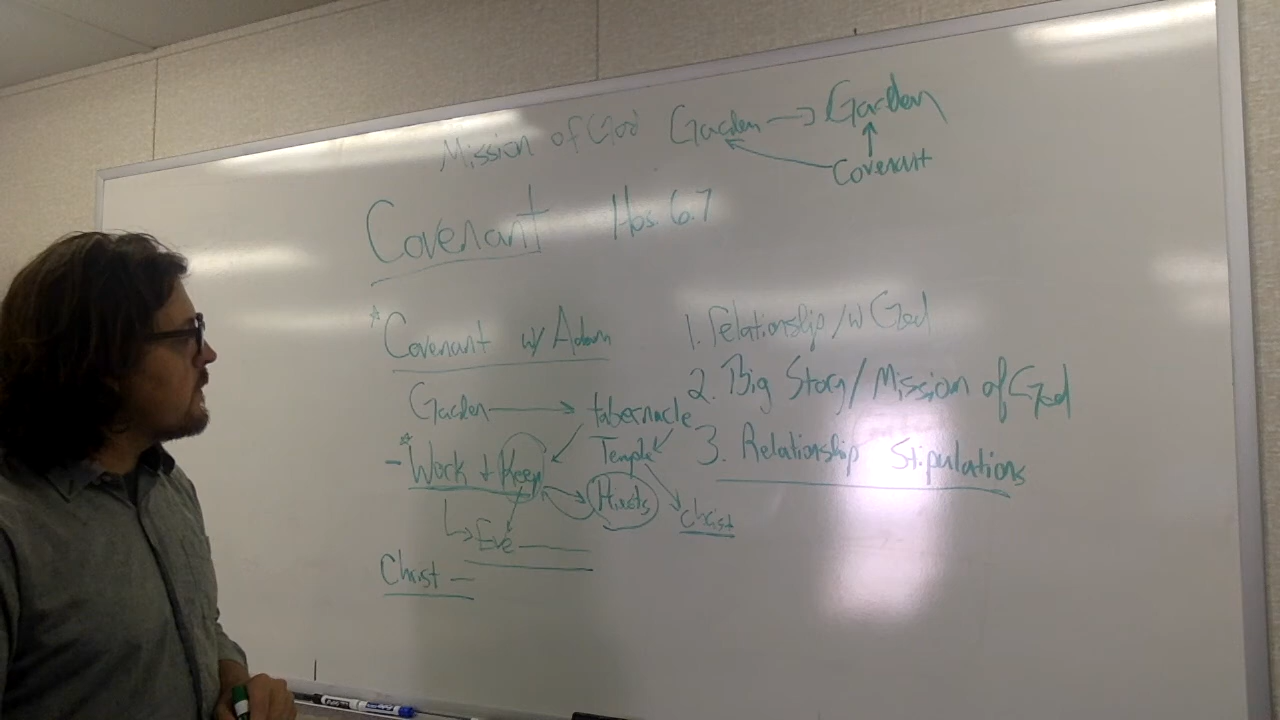 Mission of God Garden → Garden
Covenant
Covenant Hos. 6.7
Covenant w/ Adam
Garden → tabernacle
Temple
- Work + Keep
Christ
Eve
Christ —
1. relationship /w God
2. Big Story / Mission of God
3. Relationship Stipulations